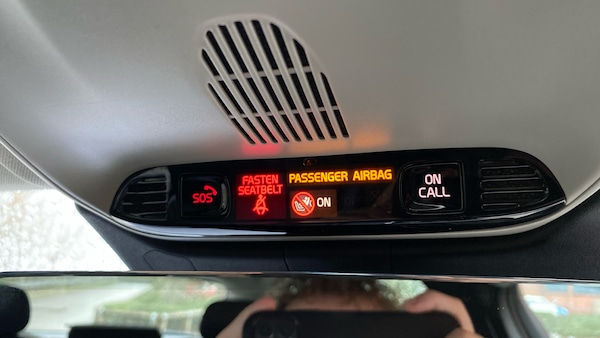 SOS
FASTEN
SEATBELT
PASSENGER AIRBAG
ON
ON
CALL